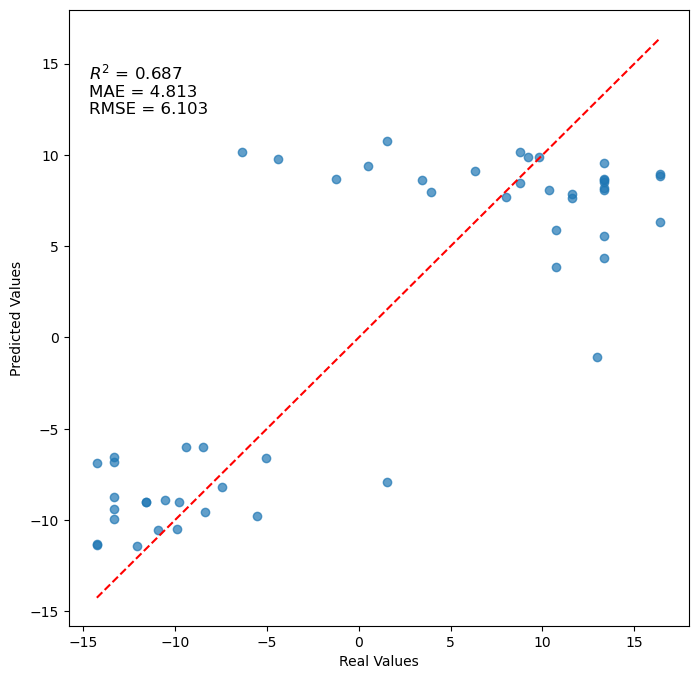 R² = 0.687
MAE = 4.813
RMSE = 6.103
Predicted Values
15
10
5
0
−5
−10
−15
−15
−10
−5
0
5
10
15
Real Values